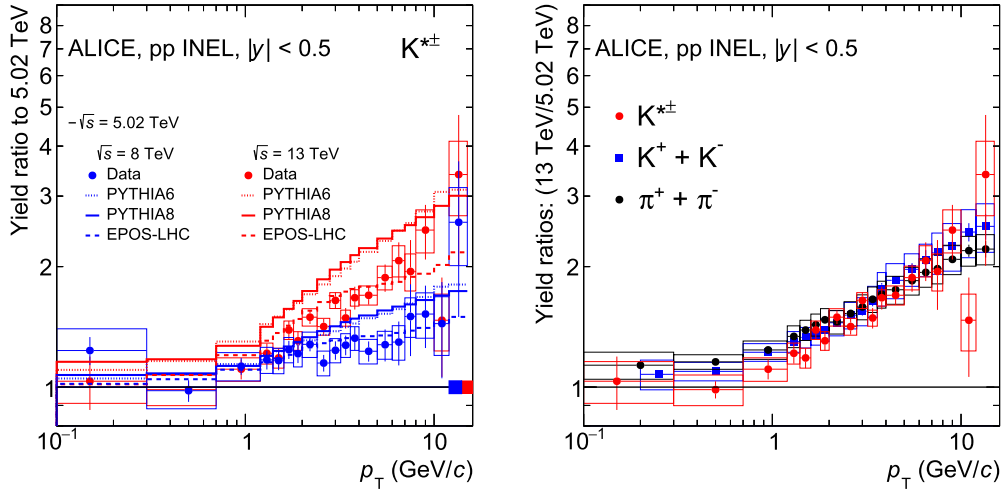 Yield ratio to 5.02 TeV
8
7
6
5
4
3
2
1
ALICE, pp INEL, |y| < 0.5 K*±
−√s = 5.02 TeV
√s = 8 TeV √s = 13 TeV
Data Data
PYTHIA6 PYTHIA6
PYTHIA8 PYTHIA8
EPOS-LHC EPOS-LHC
10⁻¹ 1 10
p_T (GeV/c)
Yield ratios: (13 TeV/5.02 TeV)
8
7
6
5
4
3
2
1
ALICE, pp INEL, |y| < 0.5
K*±
K⁺ + K⁻
π⁺ + π⁻
10⁻¹ 1 10
p_T (GeV/c)